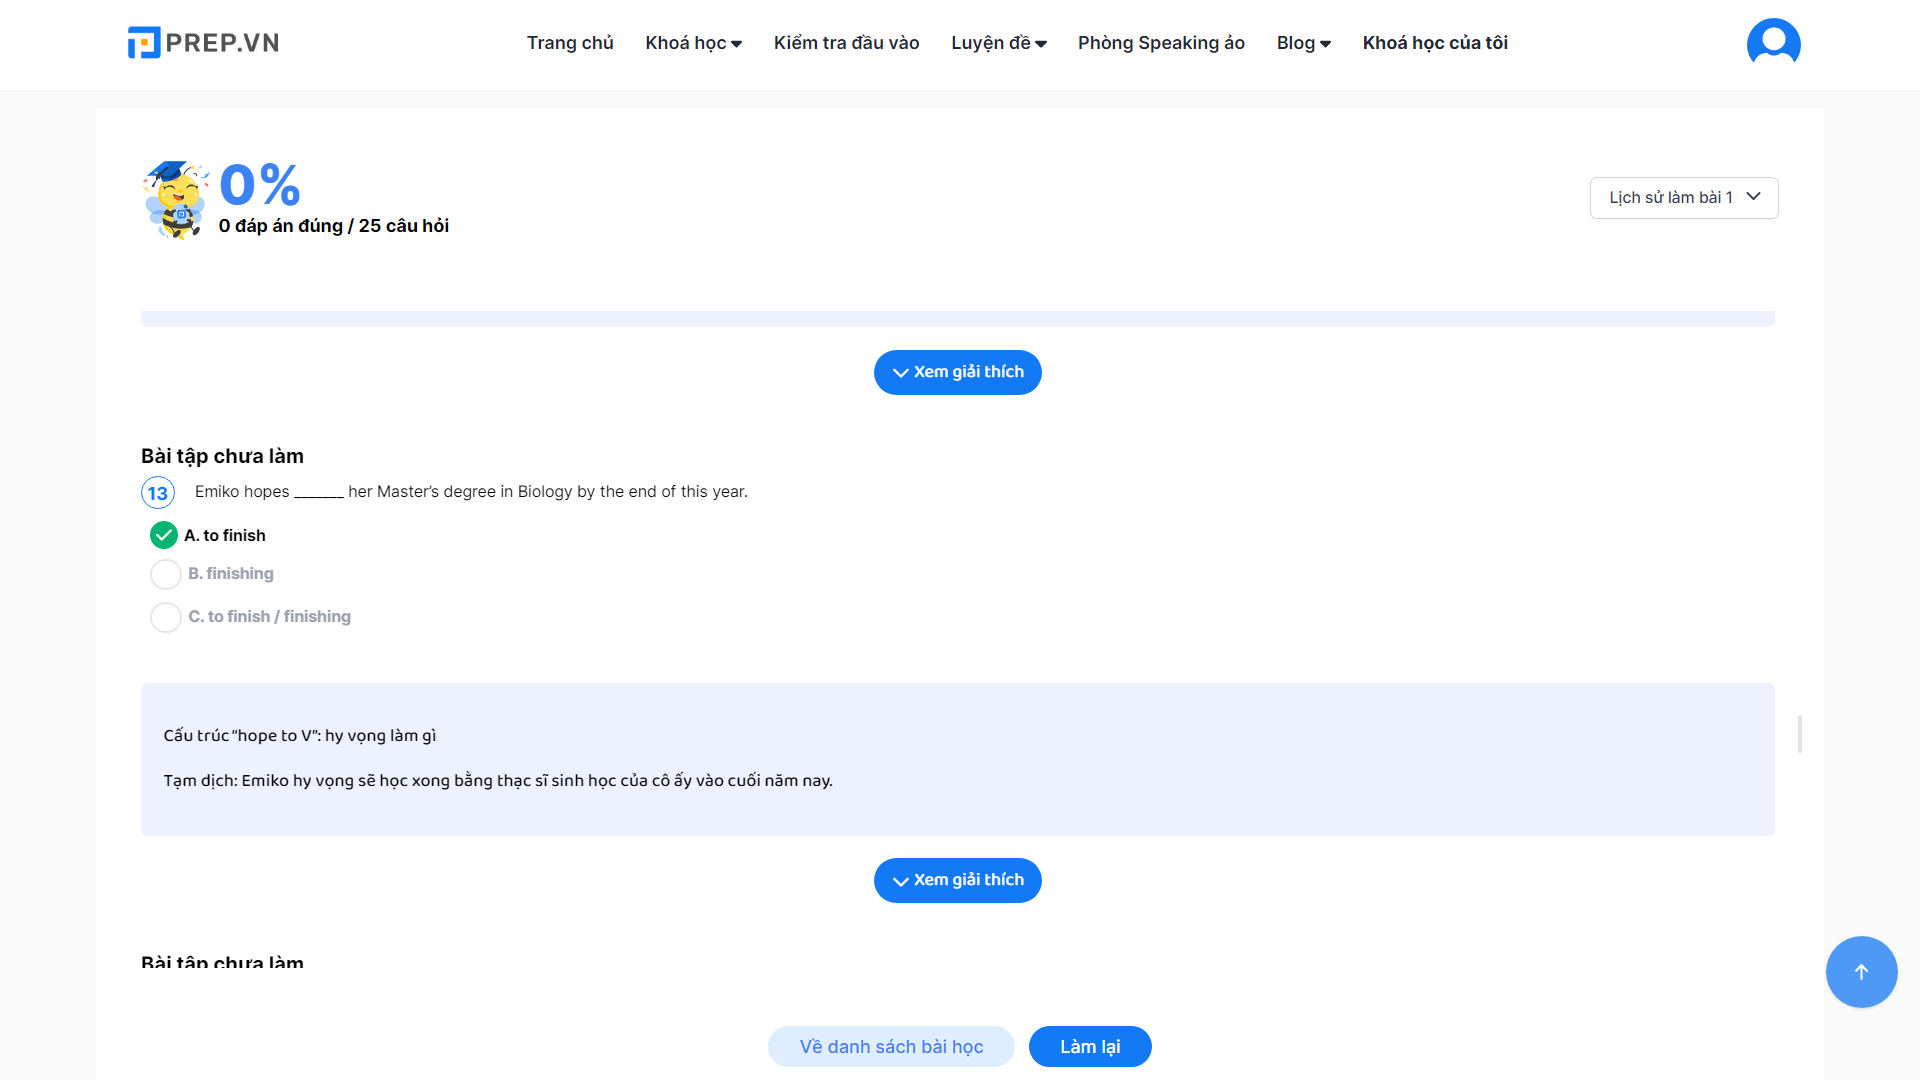 PREP.VN
Trang chủ
Khoá học
Kiểm tra đầu vào
Luyện đề
Phòng Speaking ảo
Blog
Khoá học của tôi
0%
0 đáp án đúng / 25 câu hỏi
Lịch sử làm bài 1
Xem giải thích
Bài tập chưa làm
13 Emiko hopes _______ her Master's degree in Biology by the end of this year.
A. to finish
B. finishing
C. to finish / finishing
Cấu trúc “hope to V”: hy vọng làm gì
Tạm dịch: Emiko hy vọng sẽ học xong bằng thạc sĩ sinh học của cô ấy vào cuối năm nay.
Xem giải thích
Bài tập chưa làm
Về danh sách bài học
Làm lại